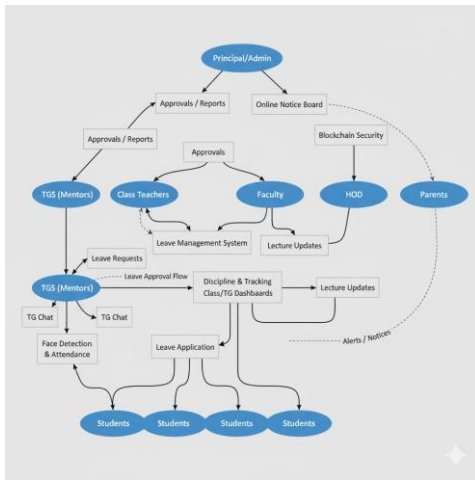 Principal/Admin
Approvals / Reports
Online Notice Board
Approvals / Reports
Blockchain Security
Approvals
TGS (Mentors)
Class Teachers
Faculty
HOD
Parents
Leave Management System
Lecture Updates
Leave Requests
Leave Approval Flow
TGS (Mentors)
Discipline & Tracking
Class/TG Dashboards
Lecture Updates
TG Chat
TG Chat
Alerts / Notices
Face Detection
& Attendance
Leave Application
Students
Students
Students
Students